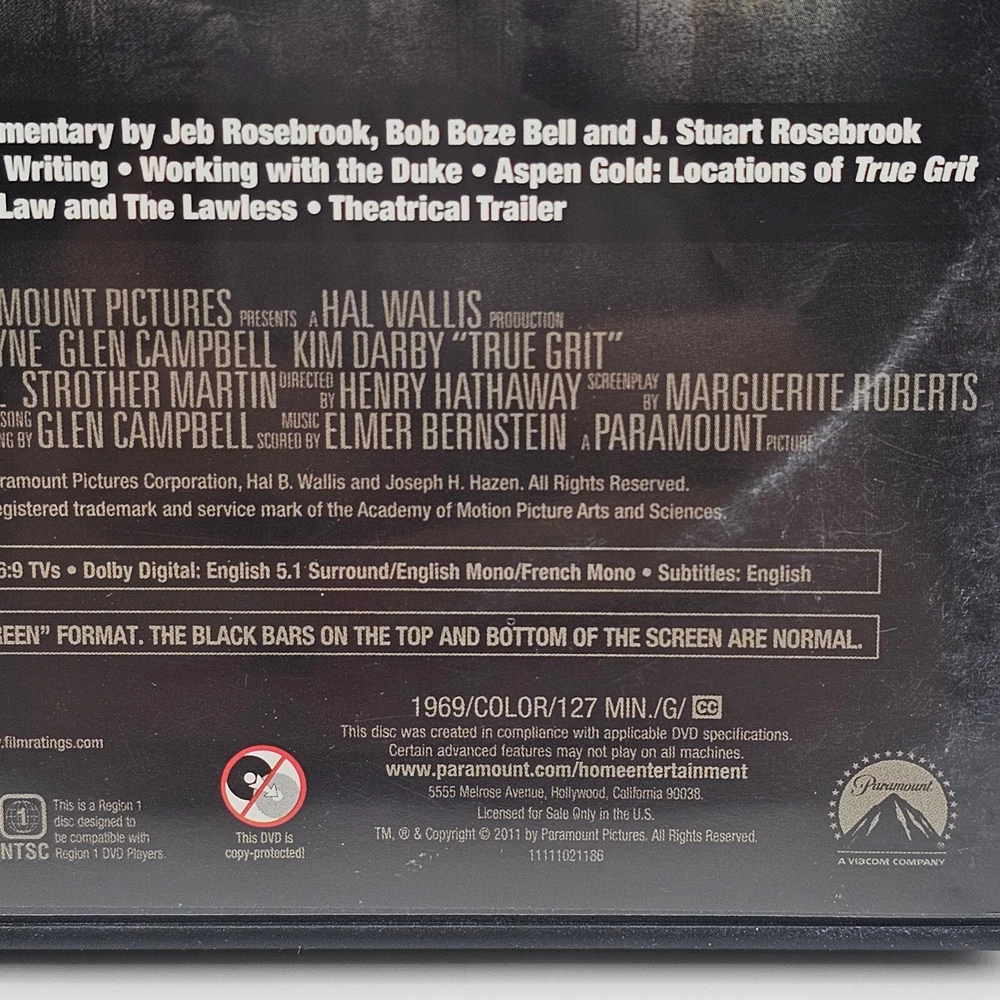 mentary by Jeb Rosebrook, Bob Boze Bell and J. Stuart Rosebrook
Writing • Working with the Duke • Aspen Gold: Locations of True Grit
Law and The Lawless • Theatrical Trailer
MOUNT PICTURES PRESENTS A HAL WALLIS PRODUCTION
YNE GLEN CAMPBELL KIM DARBY “TRUE GRIT”
L STROTHER MARTIN DIRECTED BY HENRY HATHAWAY SCREENPLAY BY MARGUERITE ROBERTS
SONG NG BY GLEN CAMPBELL MUSIC SCORED BY ELMER BERNSTEIN A PARAMOUNT PICTURE
ramount Pictures Corporation, Hal B. Wallis and Joseph H. Hazen. All Rights Reserved.
egistered trademark and service mark of the Academy of Motion Picture Arts and Sciences.
6:9 TVs • Dolby Digital: English 5.1 Surround/English Mono/French Mono • Subtitles: English
REEN” FORMAT. THE BLACK BARS ON THE TOP AND BOTTOM OF THE SCREEN ARE NORMAL.
1969/COLOR/127 MIN./G/ CC
This disc was created in compliance with applicable DVD specifications.
Certain advanced features may not play on all machines.
www.paramount.com/homeentertainment
5555 Melrose Avenue, Hollywood, California 90038.
Licensed for Sale Only in the U.S.
TM, ® & Copyright © 2011 by Paramount Pictures. All Rights Reserved.
11111021186
.filmratings.com
1
NTSC
This is a Region 1
disc designed to
be compatible with
Region 1 DVD Players.
This DVD is
copy-protected!
Paramount
®
A VIACOM COMPANY